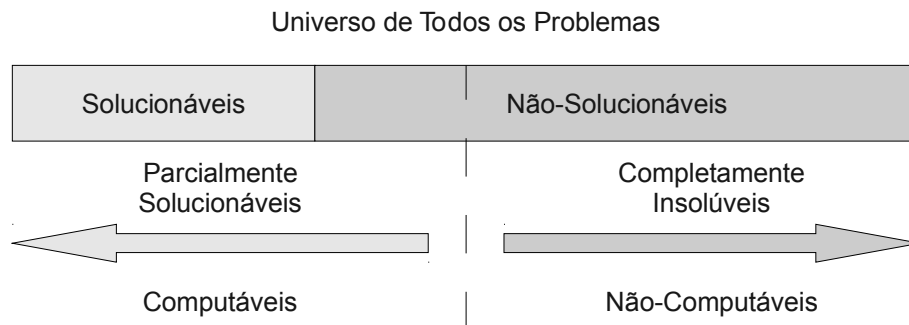 Universo de Todos os Problemas
Solucionáveis
Não-Solucionáveis
Parcialmente
Solucionáveis
Completamente
Insolúveis
Computáveis
Não-Computáveis